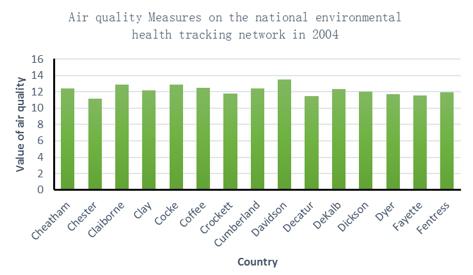 Air quality Measures on the national environmental
health tracking network in 2004
16
14
12
10
8
6
4
2
0
Value of air quality
Cheatham
Chester
Claiborne
Clay
Cocke
Coffee
Crockett
Cumberland
Davidson
Decatur
DeKalb
Dickson
Dyer
Fayette
Fentress
Country